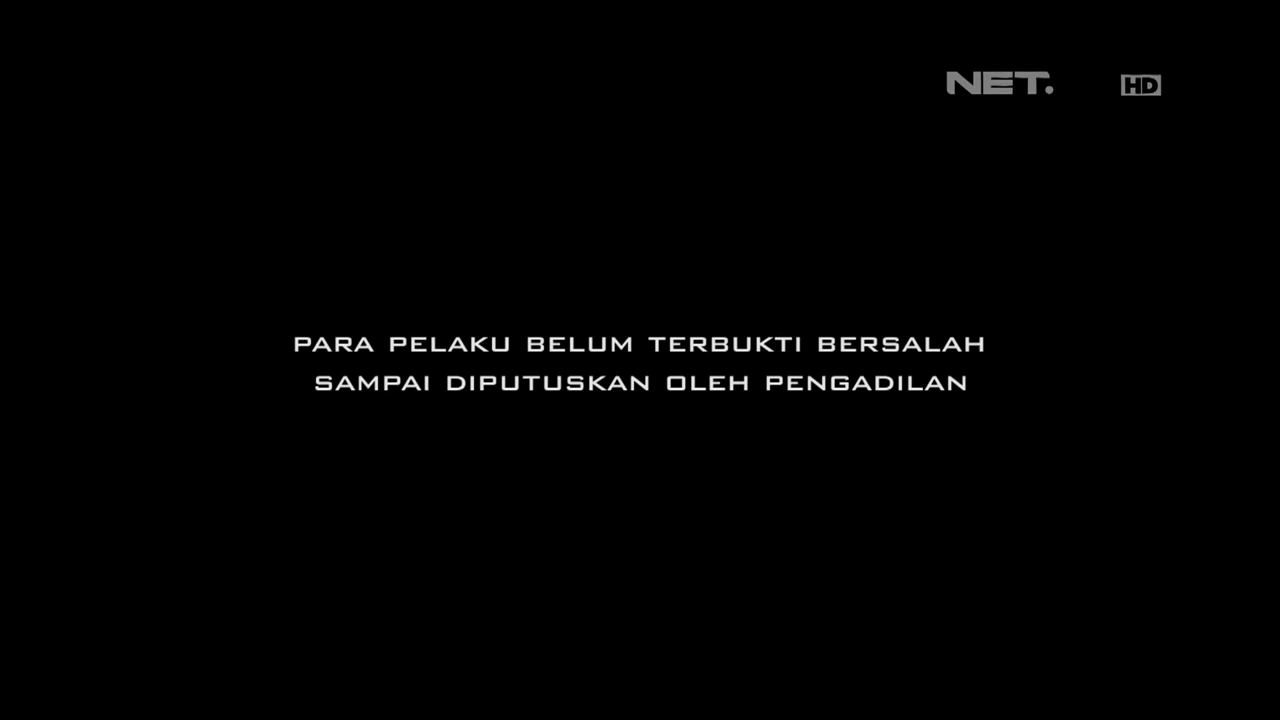 NET. HD
PARA PELAKU BELUM TERBUKTI BERSALAH
SAMPAI DIPUTUSKAN OLEH PENGADILAN